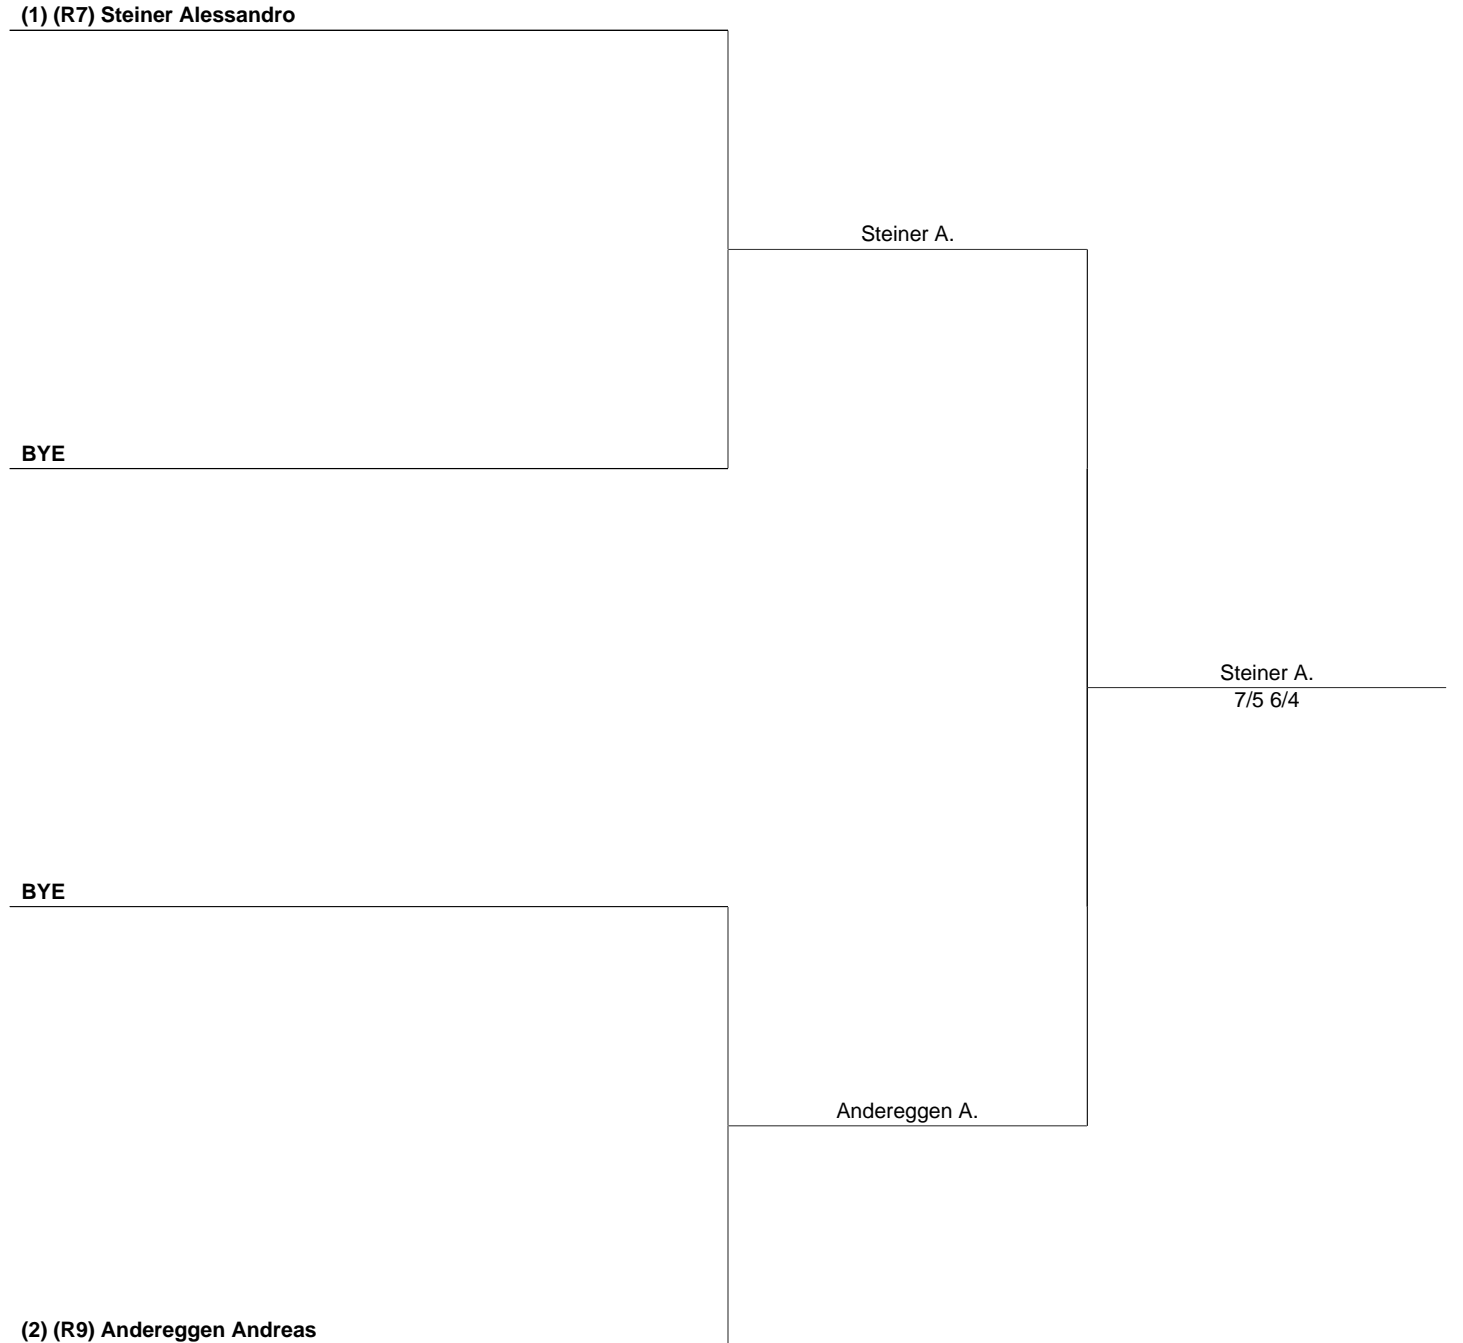 (1) (R7) Steiner Alessandro
Steiner A.
BYE
Steiner A.
7/5 6/4
BYE
Andereggen A.
(2) (R9) Andereggen Andreas